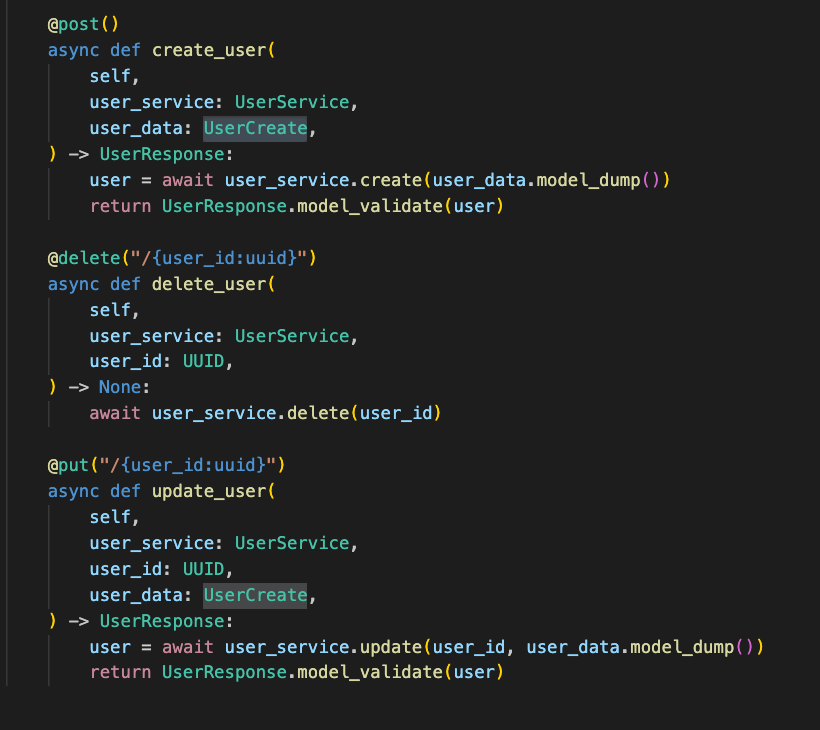 @post()
async def create_user(
    self,
    user_service: UserService,
    user_data: UserCreate,
) -> UserResponse:
    user = await user_service.create(user_data.model_dump())
    return UserResponse.model_validate(user)

@delete("/{user_id:uuid}")
async def delete_user(
    self,
    user_service: UserService,
    user_id: UUID,
) -> None:
    await user_service.delete(user_id)

@put("/{user_id:uuid}")
async def update_user(
    self,
    user_service: UserService,
    user_id: UUID,
    user_data: UserCreate,
) -> UserResponse:
    user = await user_service.update(user_id, user_data.model_dump())
    return UserResponse.model_validate(user)